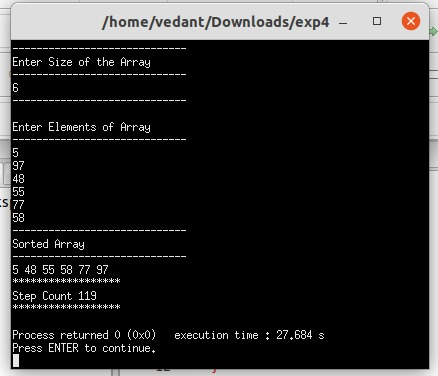 /home/vedant/Downloads/exp4
-----------------------------
Enter Size of the Array
-----------------------------
6
-----------------------------
Enter Elements of Array
-----------------------------
5
97
48
55
77
58
-----------------------------
Sorted Array
-----------------------------
5 48 55 58 77 97
******************
Step Count 119
******************
Process returned 0 (0x0)   execution time : 27.684 s
Press ENTER to continue.